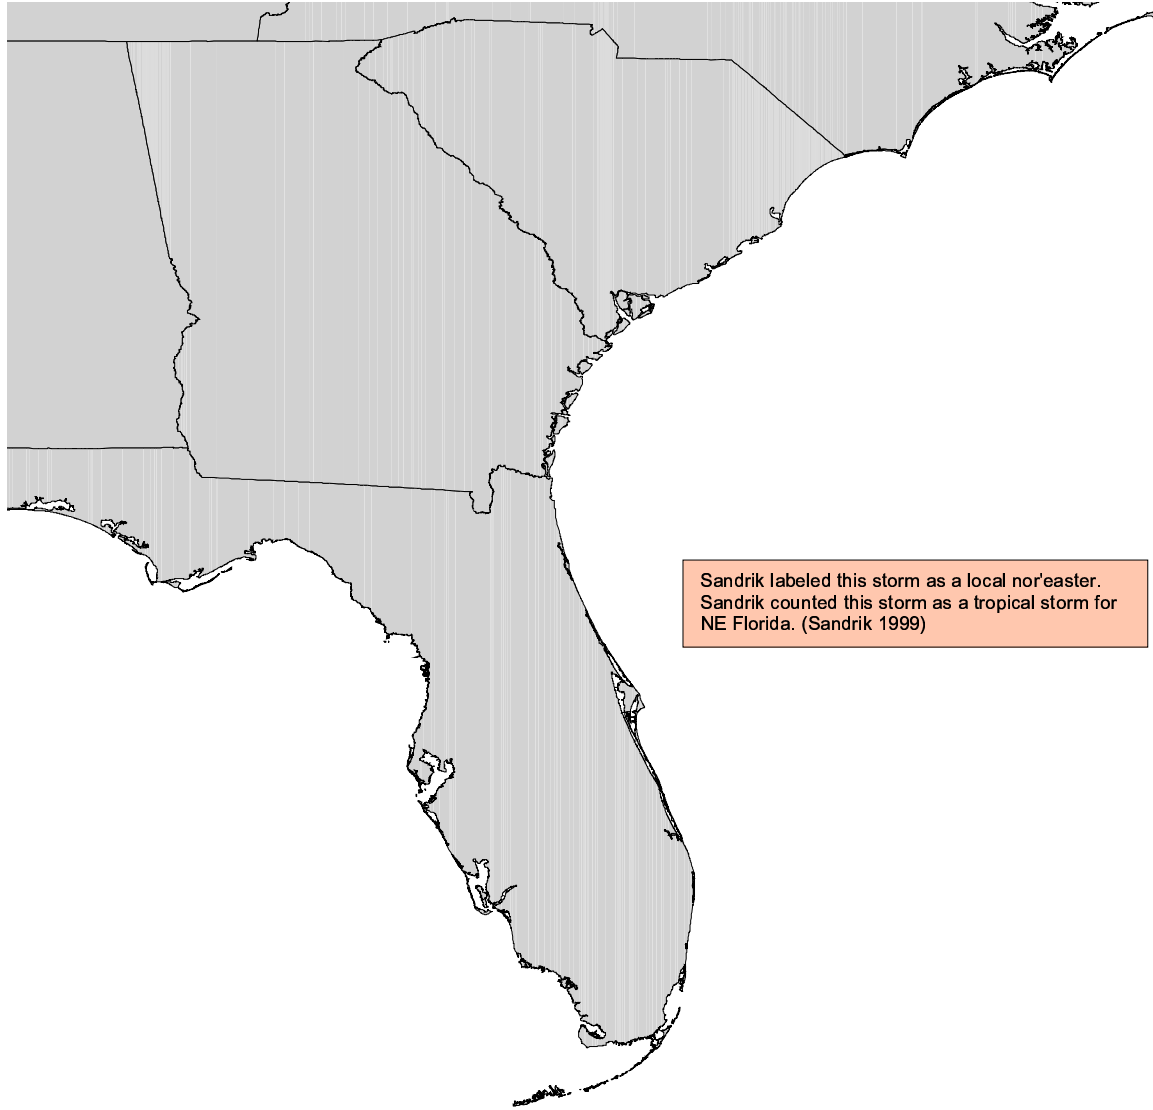 Sandrik labeled this storm as a local nor'easter.
Sandrik counted this storm as a tropical storm for
NE Florida. (Sandrik 1999)